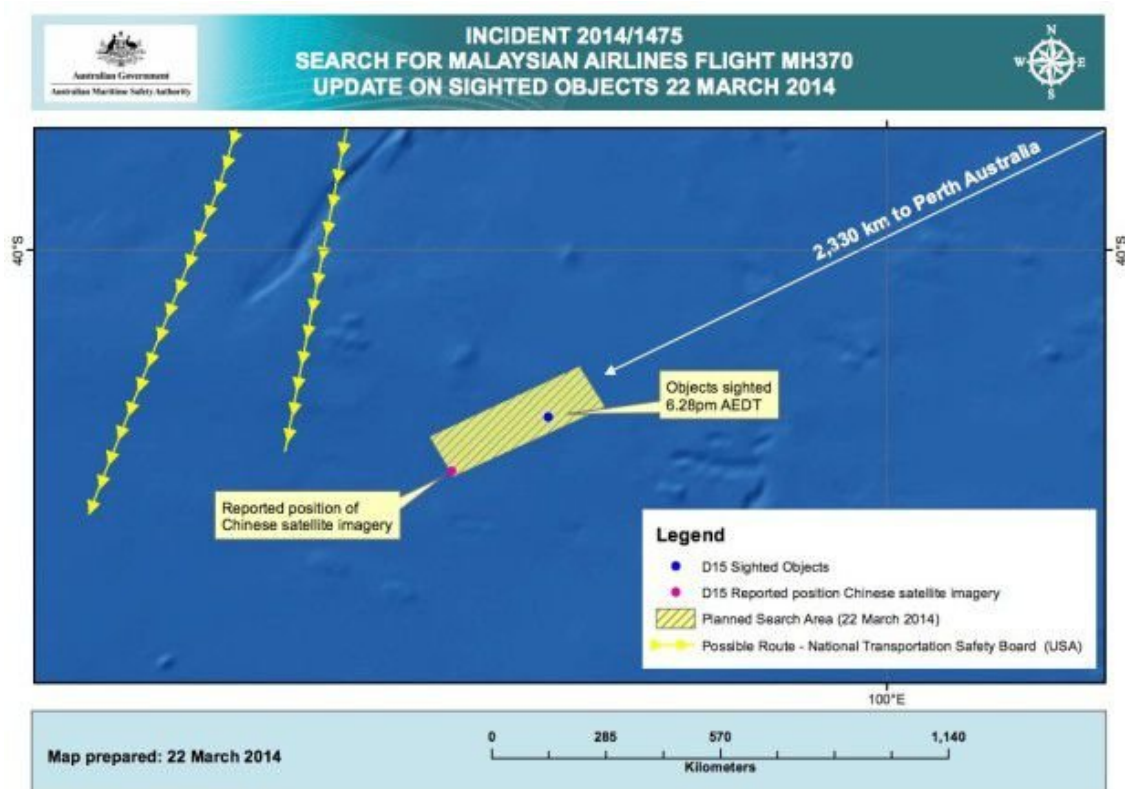 Australian Government
Australian Maritime Safety Authority
INCIDENT 2014/1475
SEARCH FOR MALAYSIAN AIRLINES FLIGHT MH370
UPDATE ON SIGHTED OBJECTS 22 MARCH 2014
N
W E
S
40°S
40°S
2,330 km to Perth Australia
Objects sighted
6.28pm AEDT
Reported position of
Chinese satellite imagery
Legend
D15 Sighted Objects
D15 Reported position Chinese satellite imagery
Planned Search Area (22 March 2014)
Possible Route - National Transportation Safety Board (USA)
100°E
Map prepared: 22 March 2014
0 285 570 1,140
Kilometers